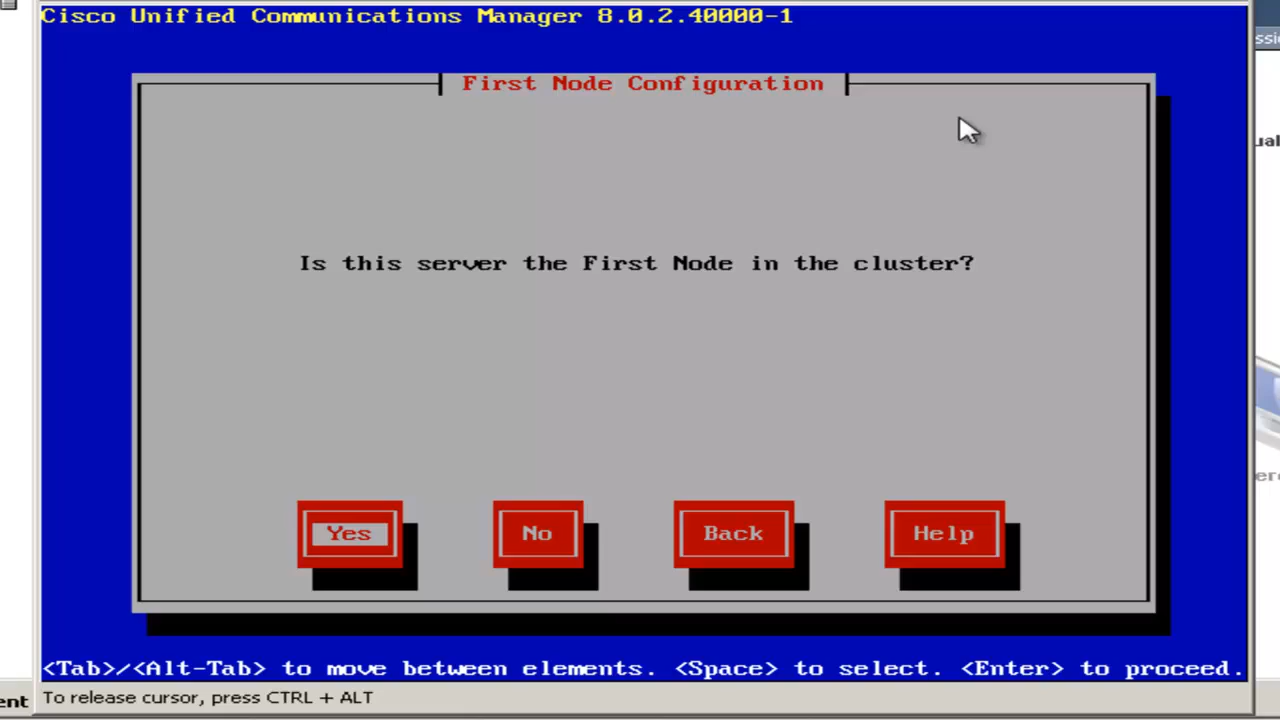 Cisco Unified Communications Manager 8.0.2.40000-1
First Node Configuration
Is this server the First Node in the cluster?
Yes
No
Back
Help
<Tab>/<Alt-Tab> to move between elements. <Space> to select. <Enter> to proceed.
To release cursor, press CTRL + ALT